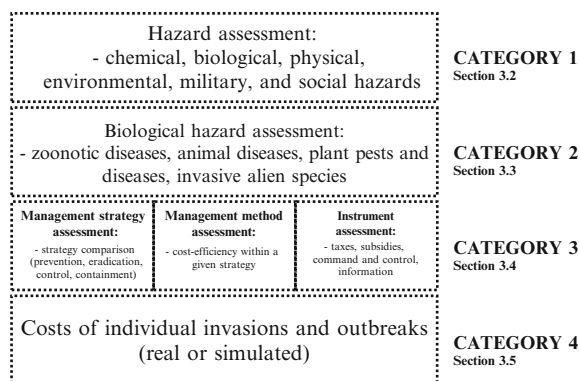 Hazard assessment:
- chemical, biological, physical,
environmental, military, and social hazards
CATEGORY 1
Section 3.2
Biological hazard assessment:
- zoonotic diseases, animal diseases, plant pests and
diseases, invasive alien species
CATEGORY 2
Section 3.3
Management strategy
assessment:
- strategy comparison
(prevention, eradication,
control, containment)
Management method
assessment:
- cost-efficiency within a
given strategy
Instrument
assessment:
- taxes, subsidies,
command and control,
information
CATEGORY 3
Section 3.4
Costs of individual invasions and outbreaks
(real or simulated)
CATEGORY 4
Section 3.5